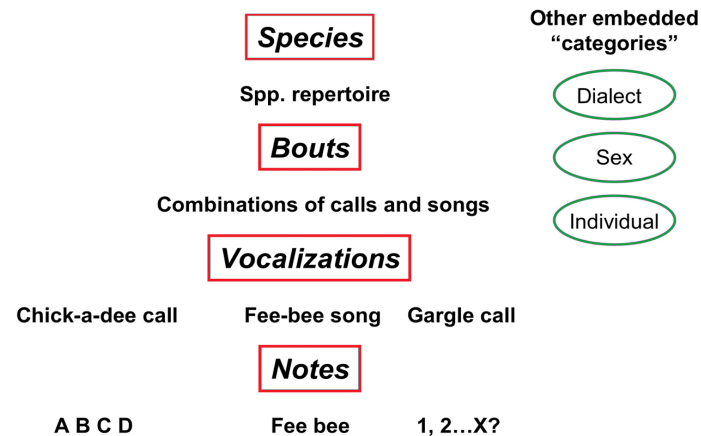 Species
Spp. repertoire
Bouts
Combinations of calls and songs
Vocalizations
Chick-a-dee call Fee-bee song Gargle call
Notes
A B C D Fee bee 1, 2...X?
Other embedded
“categories”
Dialect
Sex
Individual